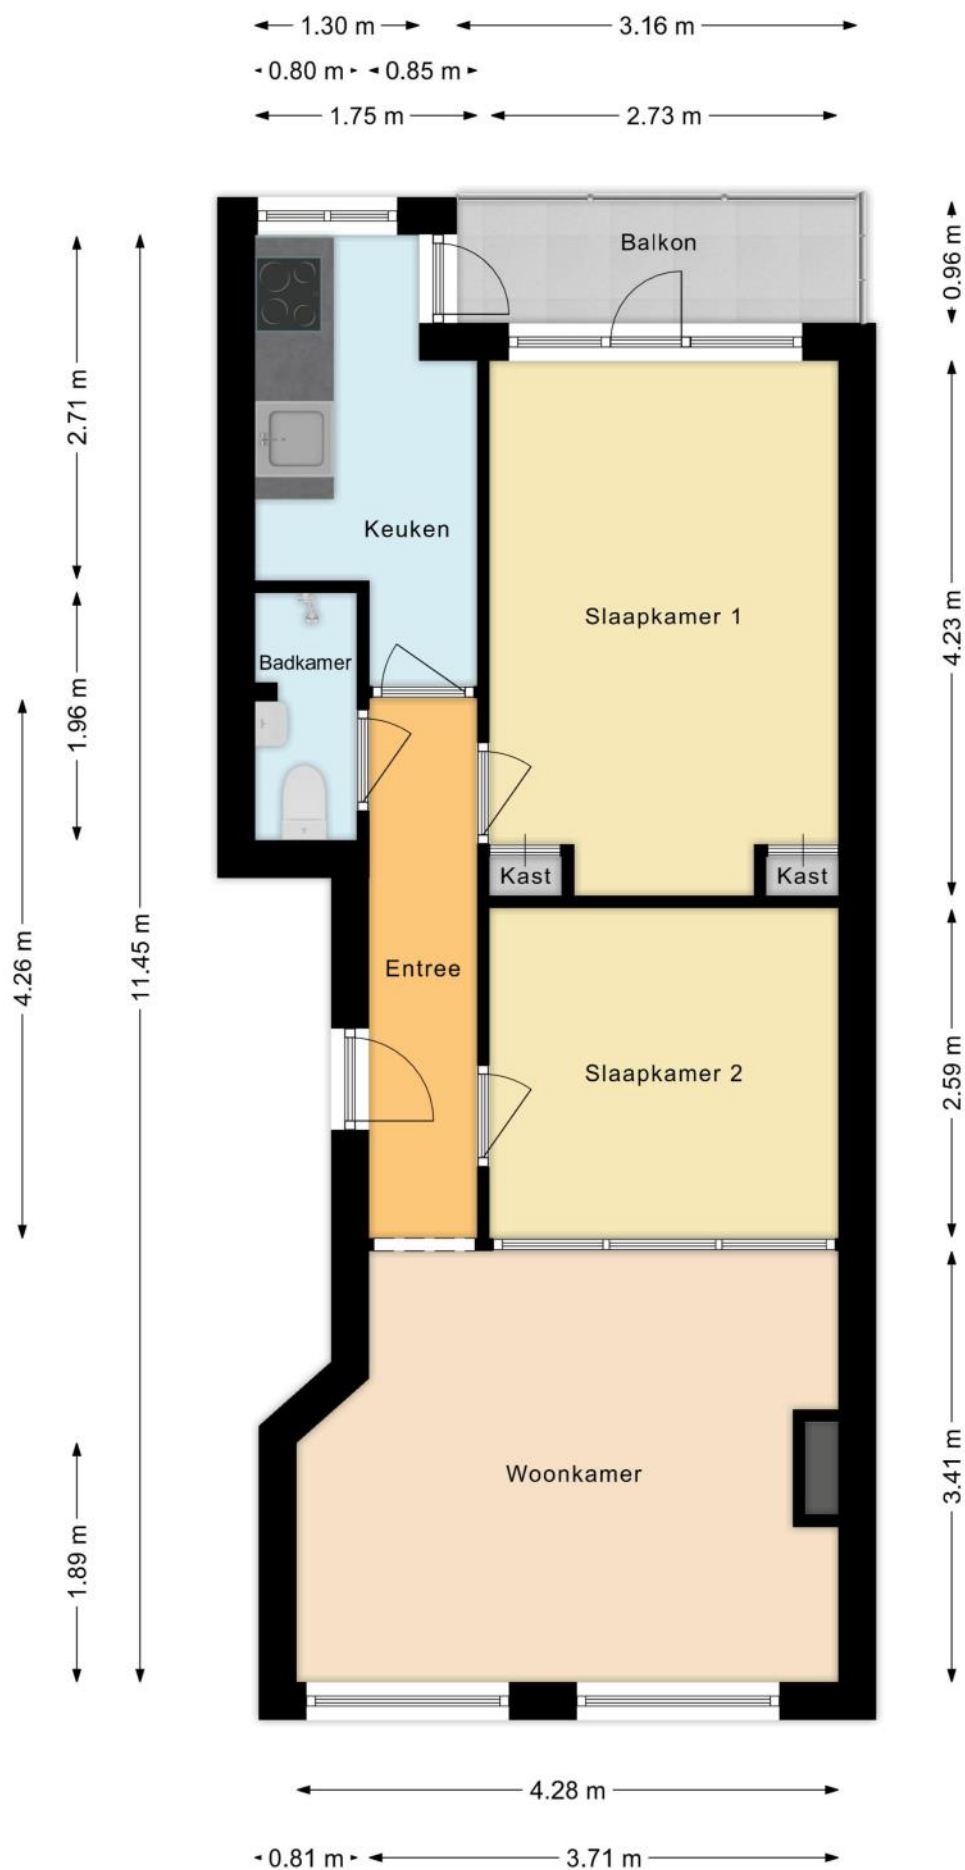 1.30 m
3.16 m
0.80 m
0.85 m
1.75 m
2.73 m
Balkon
0.96 m
2.71 m
Keuken
Slaapkamer 1
4.23 m
Badkamer
1.96 m
Kast
Kast
4.26 m
11.45 m
Entree
Slaapkamer 2
2.59 m
Woonkamer
3.41 m
1.89 m
4.28 m
0.81 m
3.71 m